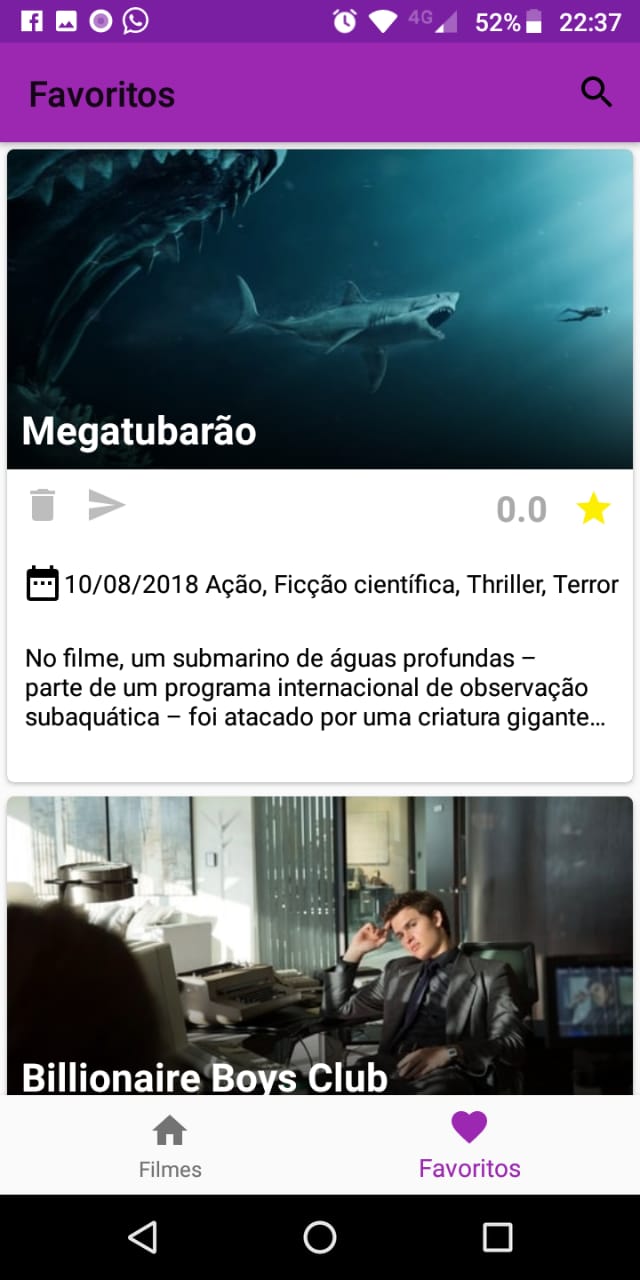 4G 52% 22:37
Favoritos
Megatubarão
0.0
10/08/2018 Ação, Ficção científica, Thriller, Terror
No filme, um submarino de águas profundas –
parte de um programa internacional de observação
subaquática – foi atacado por uma criatura gigante...
Billionaire Boys Club
Filmes
Favoritos